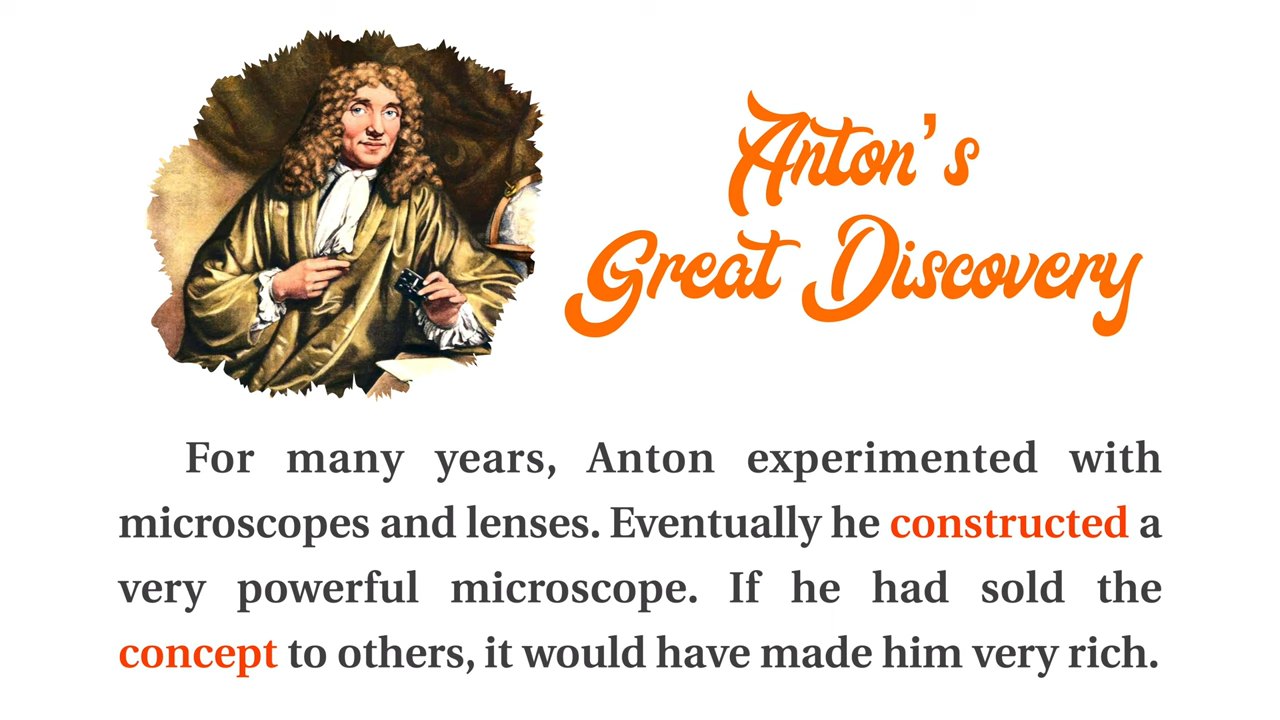 Anton's
Great Discovery
For many years, Anton experimented with
microscopes and lenses. Eventually he constructed a
very powerful microscope. If he had sold the
concept to others, it would have made him very rich.